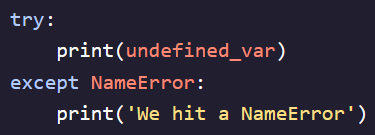 try:
    print(undefined_var)
except NameError:
    print('We hit a NameError')